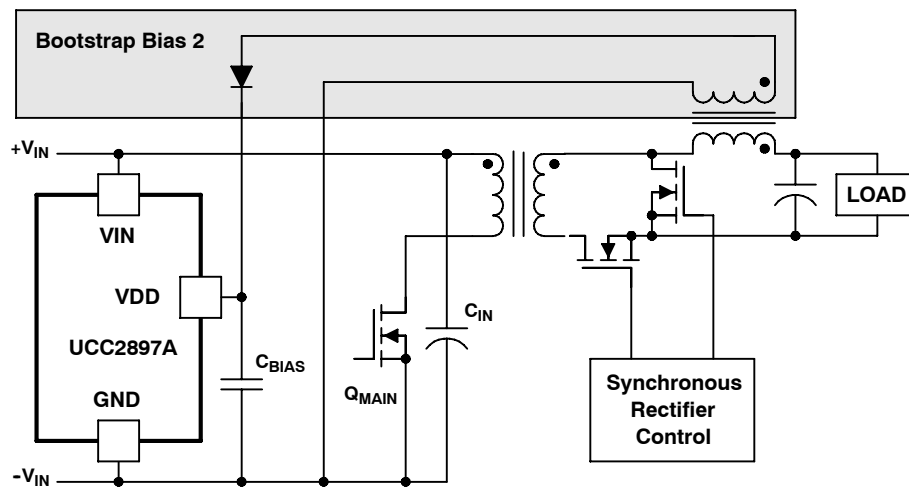 Bootstrap Bias 2
+VIN
VIN
VDD
UCC2897A
GND
-VIN
CBIAS
QMAIN
CIN
LOAD
Synchronous
Rectifier
Control